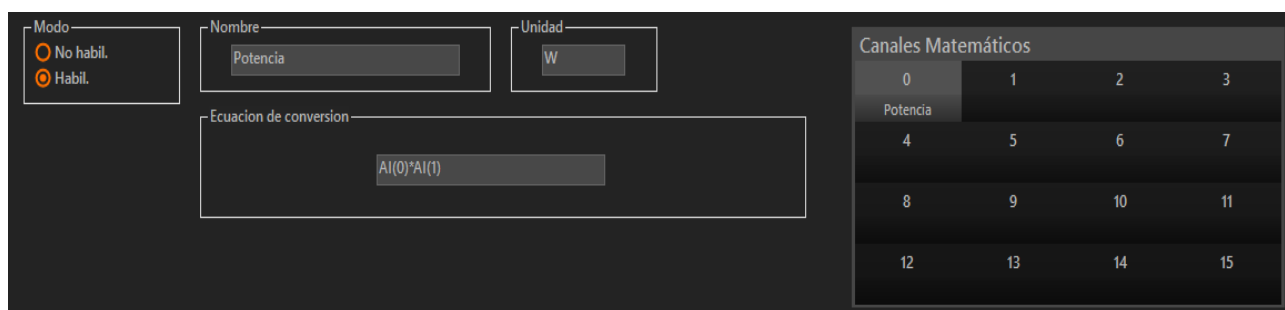 Modo
No habil.
Habil.
Nombre
Potencia
Unidad
W
Ecuacion de conversion
AI(0)*AI(1)
Canales Matemáticos
0 1 2 3
Potencia
4 5 6 7
8 9 10 11
12 13 14 15